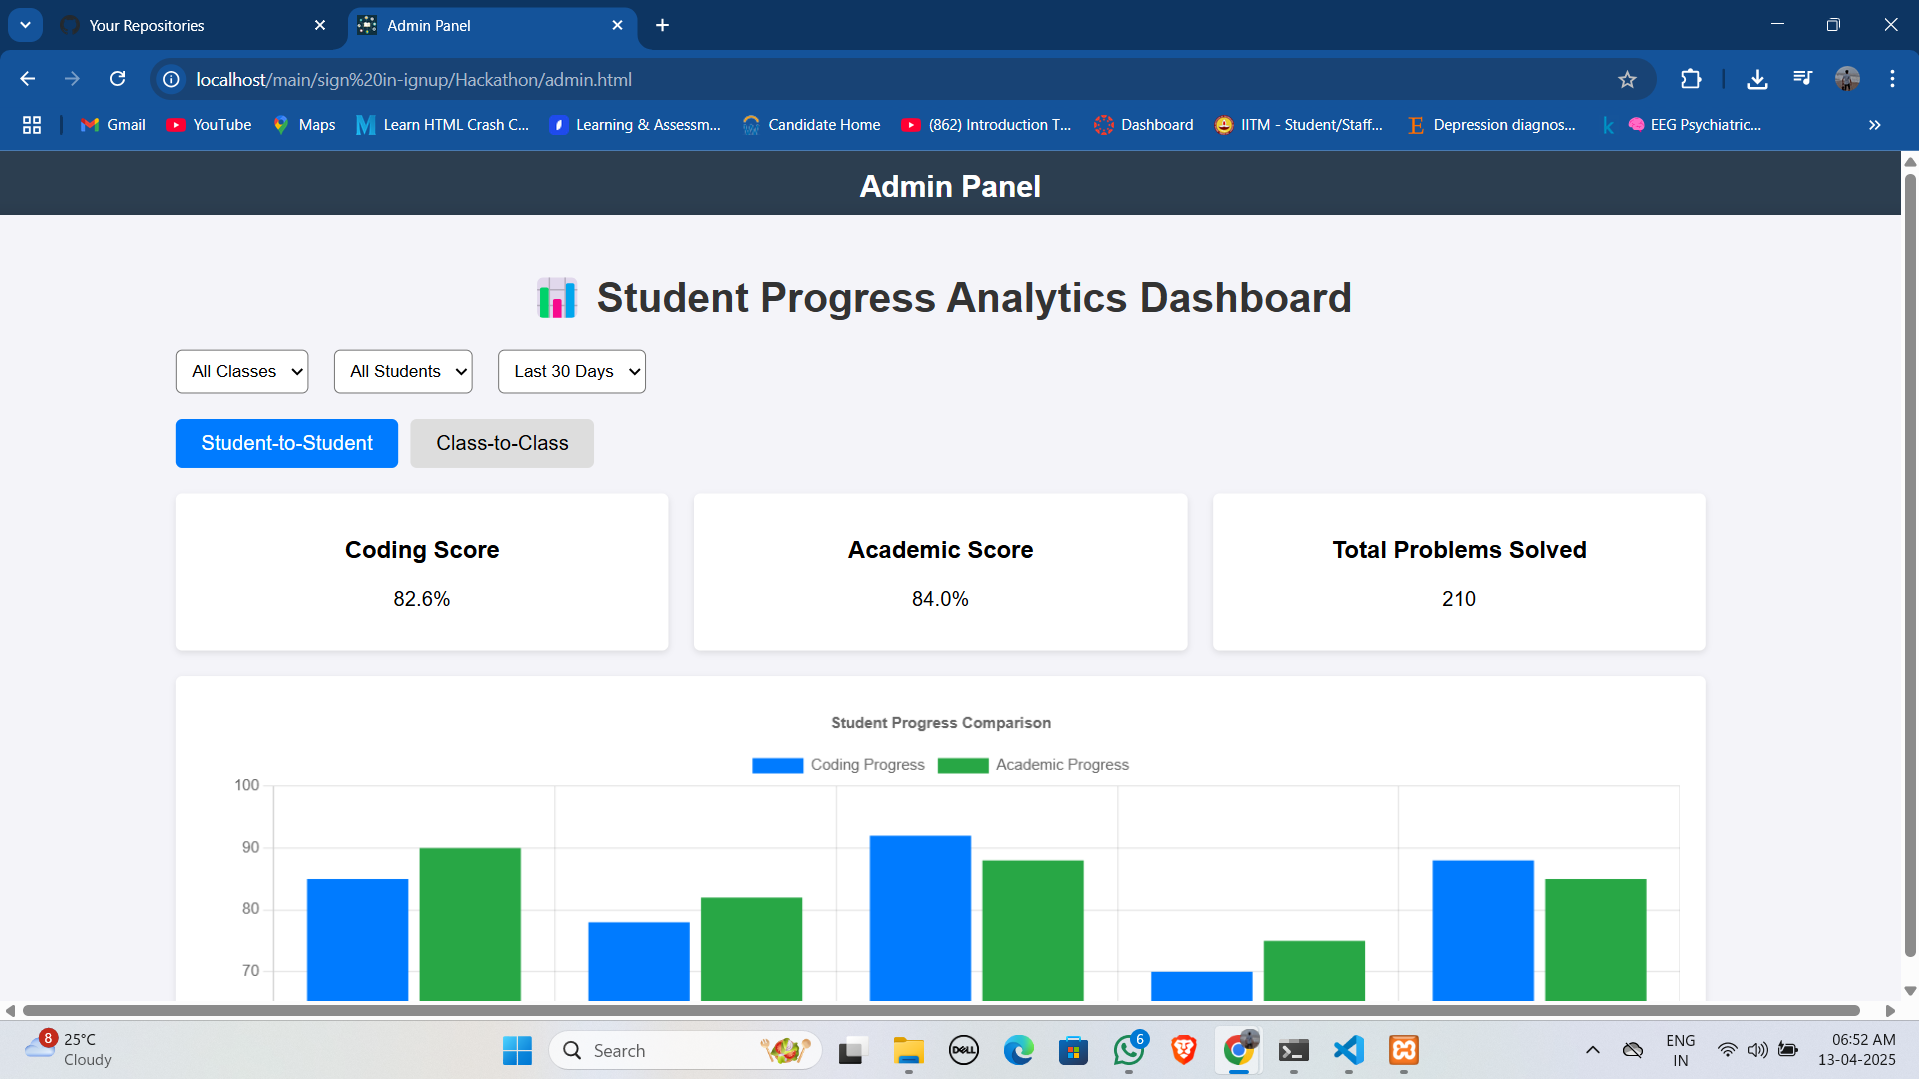 Your Repositories
Admin Panel
localhost/main/sign%20in-ignup/Hackathon/admin.html
Gmail
YouTube
Maps
Learn HTML Crash C...
Learning & Assessm...
Candidate Home
(862) Introduction T...
Dashboard
IITM - Student/Staff...
Depression diagnos...
EEG Psychiatric...
Admin Panel
Student Progress Analytics Dashboard
All Classes
All Students
Last 30 Days
Student-to-Student
Class-to-Class
Coding Score
82.6%
Academic Score
84.0%
Total Problems Solved
210
Student Progress Comparison
Coding Progress
Academic Progress
100
90
80
70
8
25°C
Cloudy
Search
DELL
6
ENG
IN
06:52 AM
13-04-2025